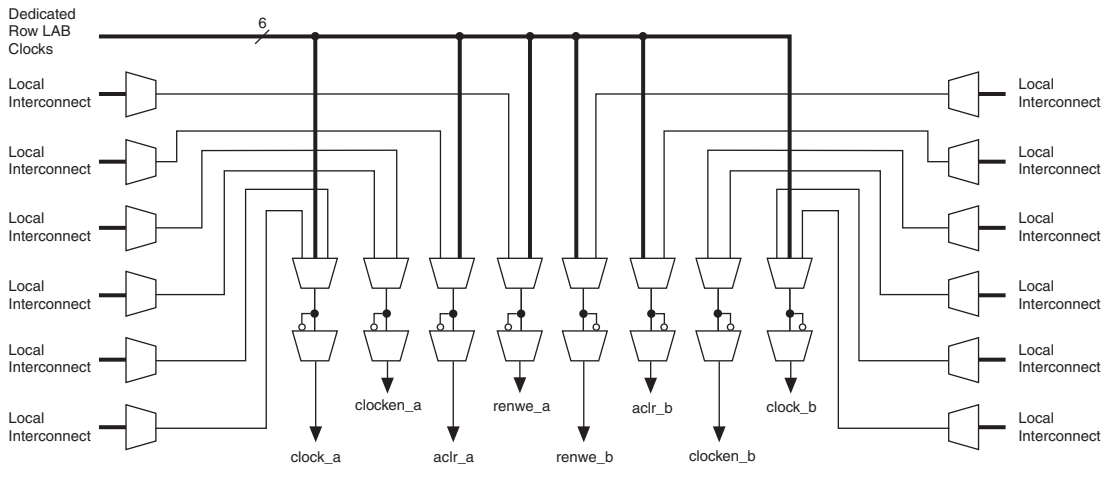 Dedicated
Row LAB
Clocks
6
Local
Interconnect
Local
Interconnect
Local
Interconnect
Local
Interconnect
Local
Interconnect
Local
Interconnect
Local
Interconnect
Local
Interconnect
Local
Interconnect
Local
Interconnect
Local
Interconnect
Local
Interconnect
clocken_a
renwe_a
aclr_b
clock_b
clock_a
aclr_a
renwe_b
clocken_b